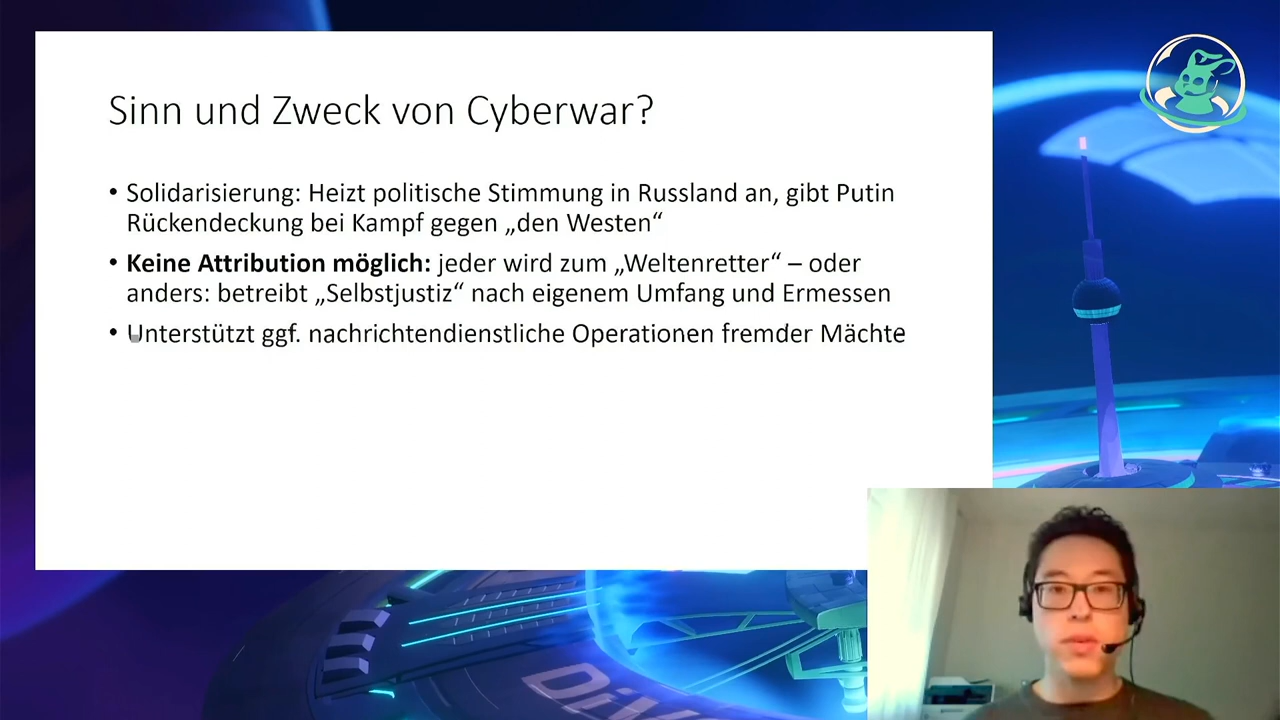 Sinn und Zweck von Cyberwar?
• Solidarisierung: Heizt politische Stimmung in Russland an, gibt Putin
Rückendeckung bei Kampf gegen „den Westen“
• Keine Attribution möglich: jeder wird zum „Weltenretter“ – oder
anders: betreibt „Selbstjustiz“ nach eigenem Umfang und Ermessen
• Unterstützt ggf. nachrichtendienstliche Operationen fremder Mächte